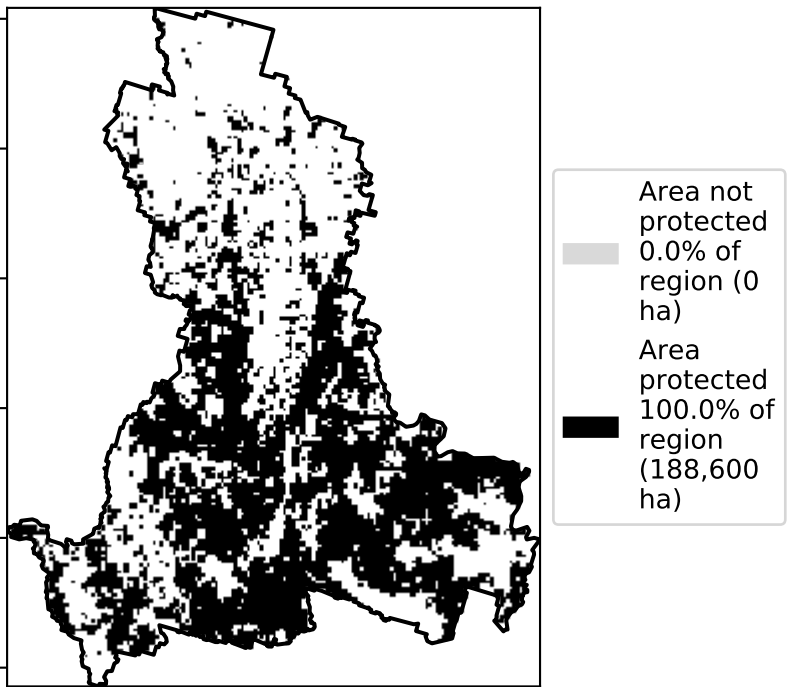 Area not
protected
0.0% of
region (0
ha)
Area
protected
100.0% of
region
(188,600
ha)